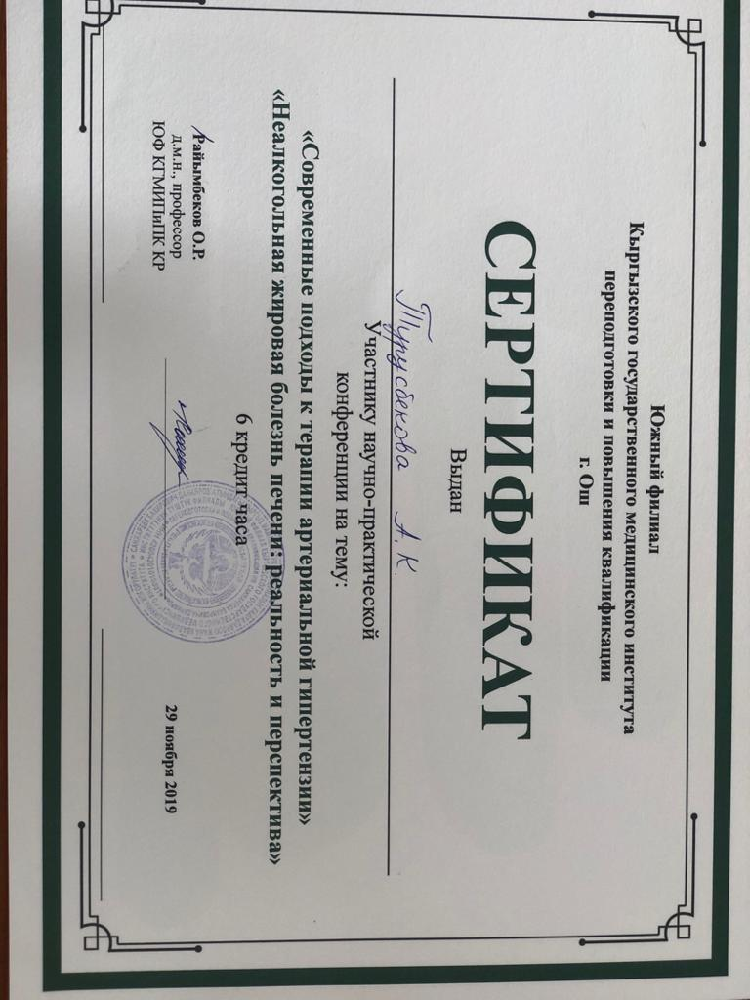 Южный филиал
Кыргызского государственного медицинского института
переподготовки и повышения квалификации
г. Ош
СЕРТИФИКАТ
Выдан
Турусбекова А. К.
Участнику научно-практической
конференции на тему:
«Современные подходы к терапии артериальной гипертензии»
«Неалкогольная жировая болезнь печени: реальность и перспектива»
6 кредит часа
Райымбеков О.Р.
д.м.н., профессор
ЮФ КГМИПиПК КР
29 ноября 2019